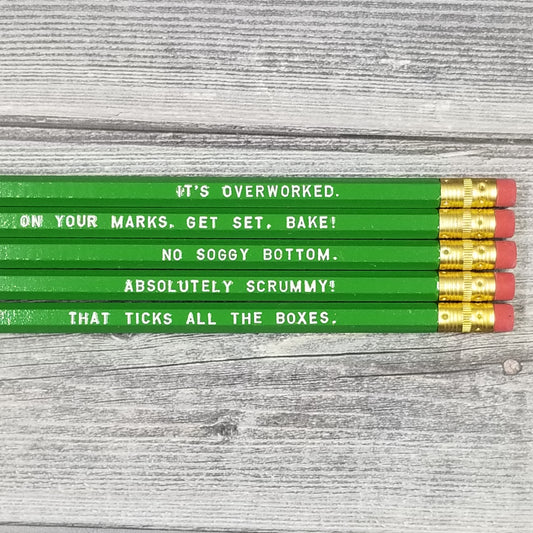 IT'S OVERWORKED.
ON YOUR MARKS. GET SET. BAKE!
NO SOGGY BOTTOM.
ABSOLUTELY SCRUMMY!
THAT TICKS ALL THE BOXES.